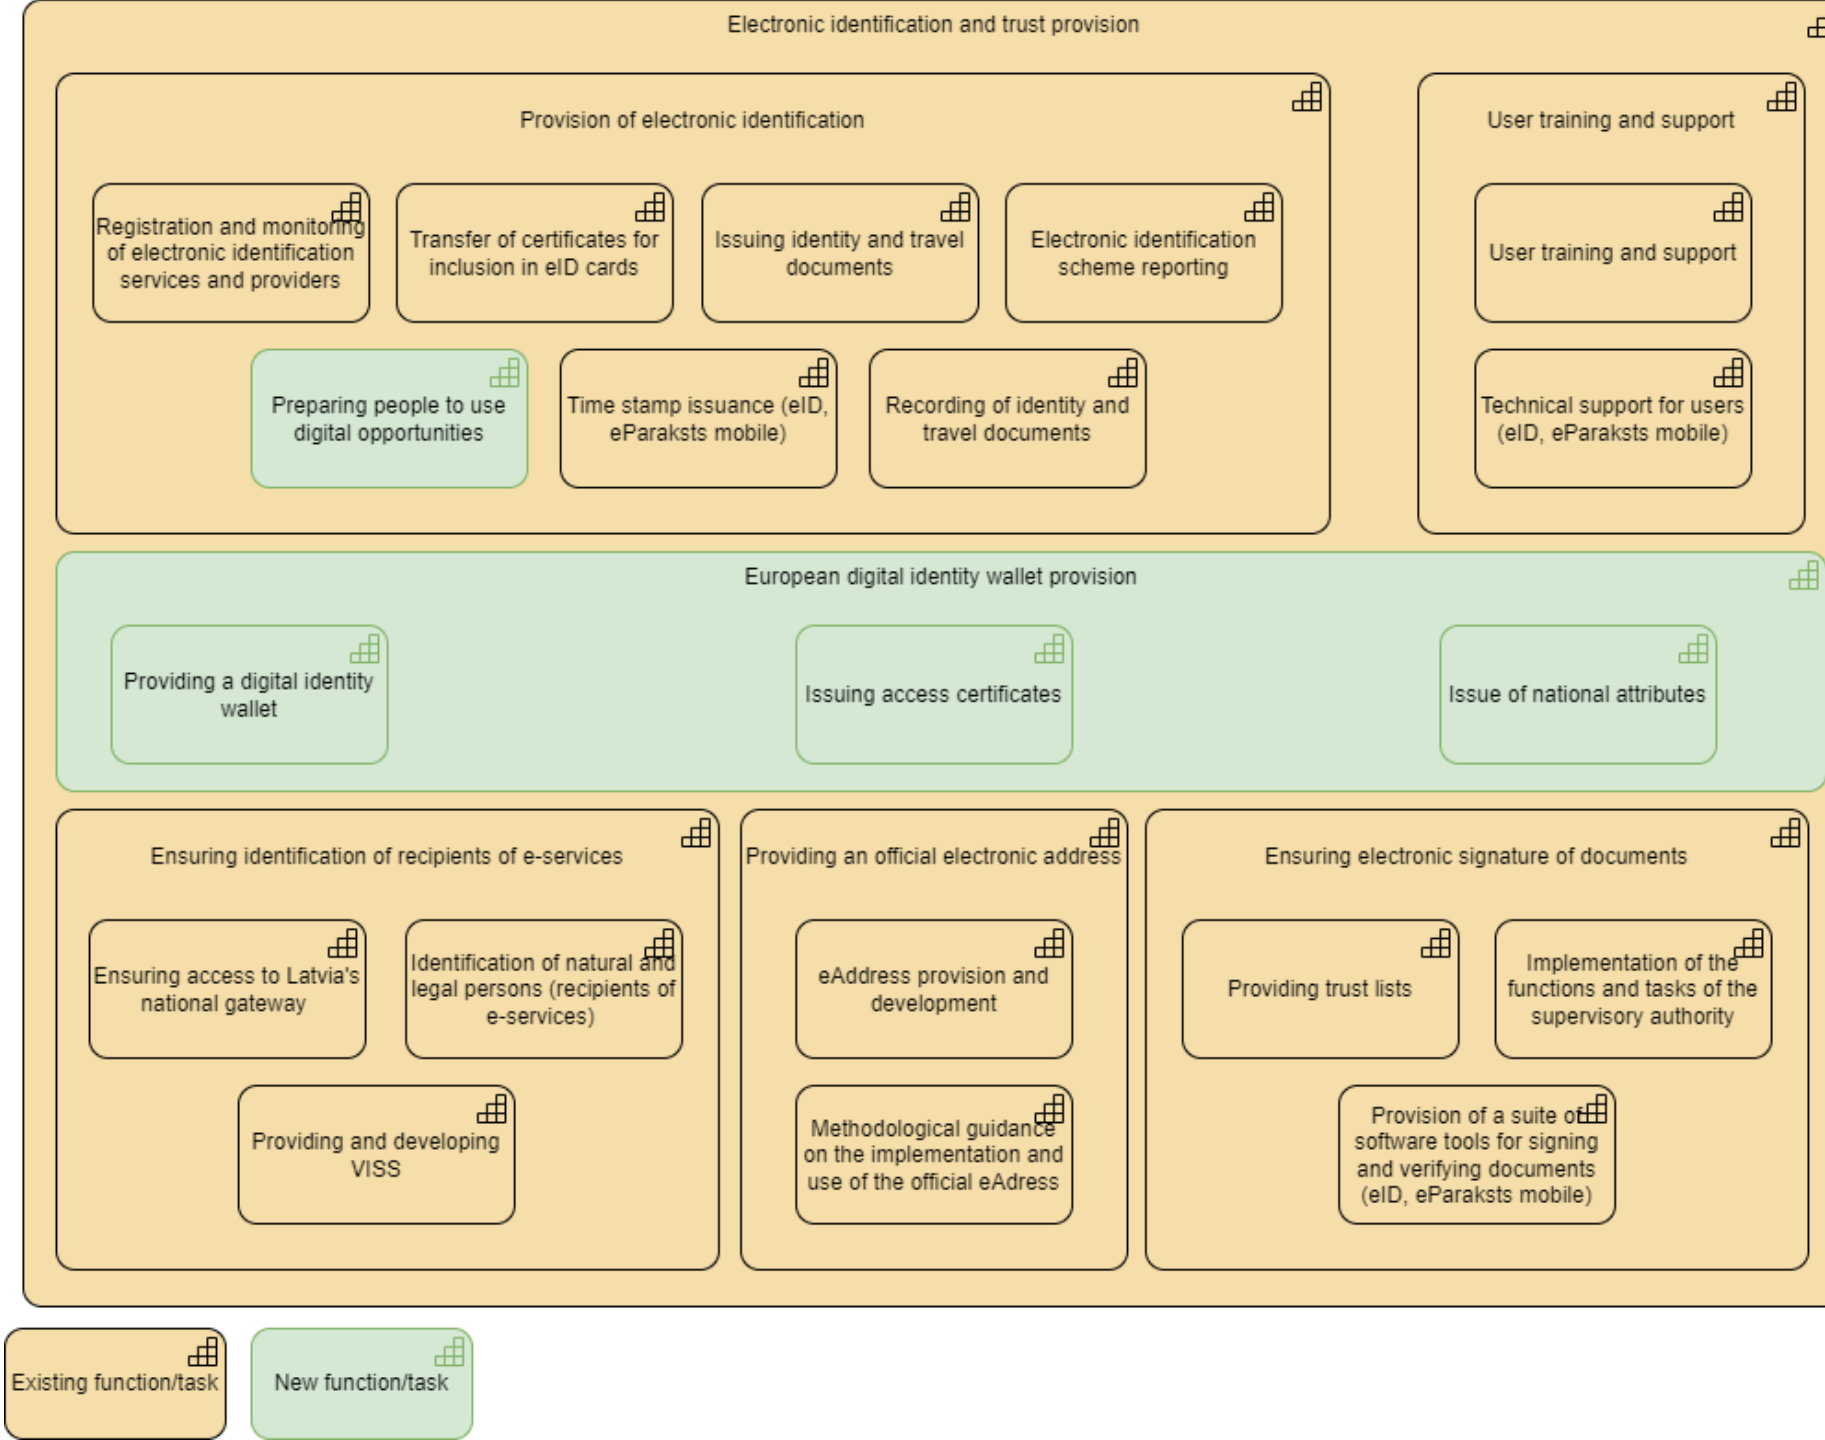 Electronic identification and trust provision
Provision of electronic identification
Registration and monitoring
of electronic identification
services and providers
Transfer of certificates for
inclusion in eID cards
Issuing identity and travel
documents
Electronic identification
scheme reporting
Preparing people to use
digital opportunities
Time stamp issuance (eID,
eParaksts mobile)
Recording of identity and
travel documents
User training and support
User training and support
Technical support for users
(eID, eParaksts mobile)
European digital identity wallet provision
Providing a digital identity
wallet
Issuing access certificates
Issue of national attributes
Ensuring identification of recipients of e-services
Ensuring access to Latvia's
national gateway
Identification of natural and
legal persons (recipients of
e-services)
Providing and developing
VISS
Providing an official electronic address
eAddress provision and
development
Methodological guidance
on the implementation and
use of the official eAdress
Ensuring electronic signature of documents
Providing trust lists
Implementation of the
functions and tasks of the
supervisory authority
Provision of a suite of
software tools for signing
and verifying documents
(eID, eParaksts mobile)
Existing function/task
New function/task